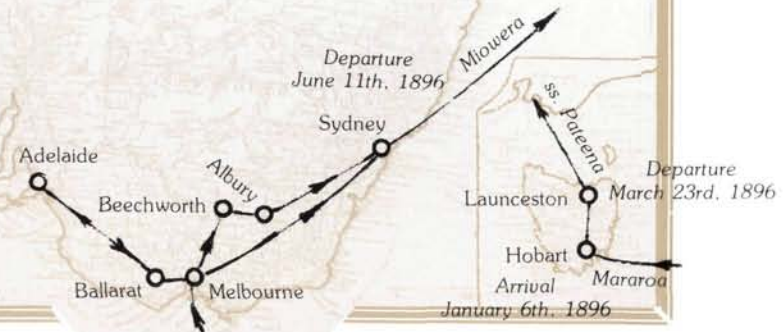 Departure
June 11th, 1896
Miowera
Sydney
Adelaide
Albury
Beechworth
Ballarat
Melbourne
ss. Pateena
Departure
March 23rd, 1896
Launceston
Hobart
Mararoa
Arrival
January 6th, 1896